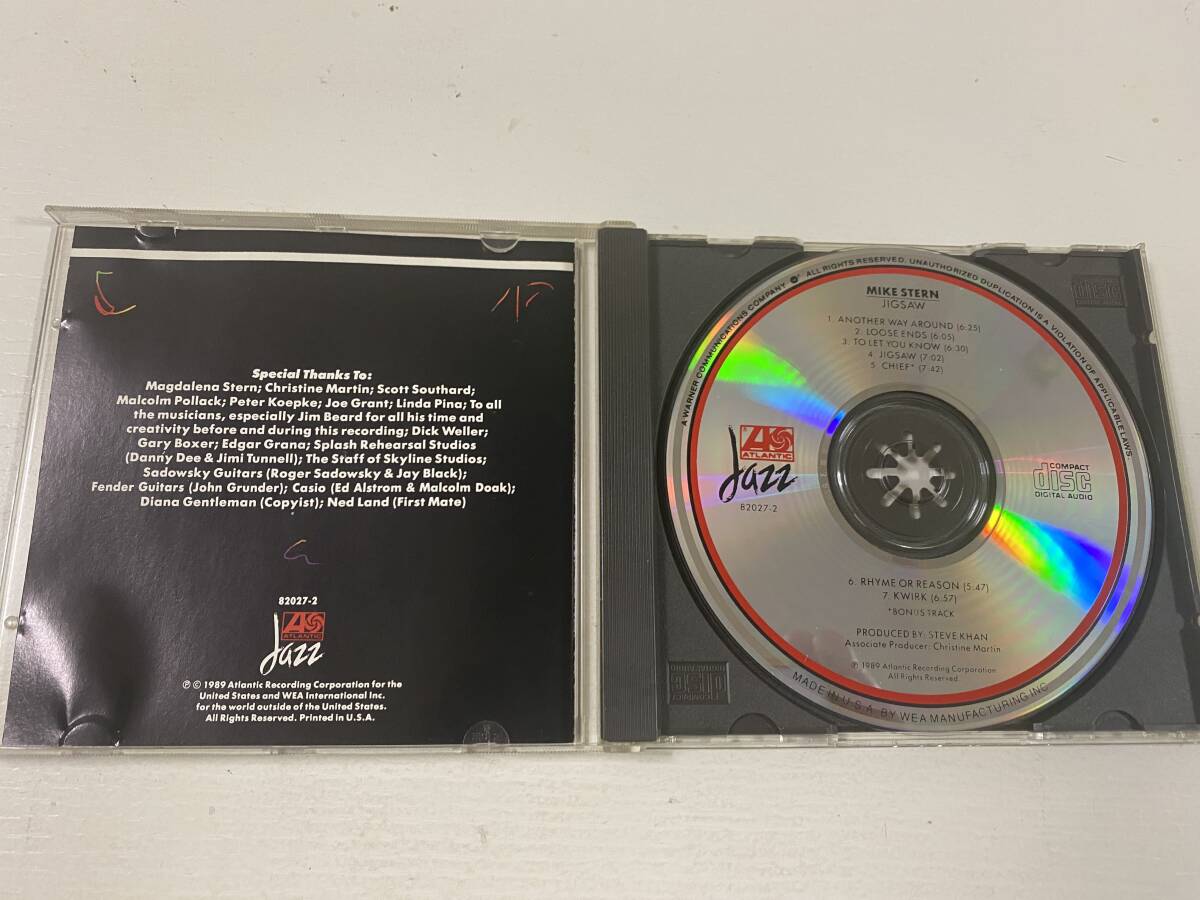 Special Thanks To:
Magdalena Stern; Christine Martin; Scott Southard;
Malcolm Pollack; Peter Koepke; Joe Grant; Linda Pina; To all
the musicians, especially Jim Beard for all his time and
creativity before and during this recording; Dick Weller;
Gary Boxer; Edgar Grana; Splash Rehearsal Studios
(Danny Dee & Jimi Tunnell); The Staff of Skyline Studios;
Sadowsky Guitars (Roger Sadowsky & Jay Black);
Fender Guitars (John Grunder); Casio (Ed Alstrom & Malcolm Doak);
Diana Gentleman (Copyist); Ned Land (First Mate)
82027-2
ATLANTIC
Jazz
℗ © 1989 Atlantic Recording Corporation for the
United States and WEA International Inc.
for the world outside of the United States.
All Rights Reserved. Printed in U.S.A.
A WARNER COMMUNICATIONS COMPANY ALL RIGHTS RESERVED. UNAUTHORIZED DUPLICATION IS A VIOLATION OF APPLICABLE LAWS.
MIKE STERN
JIGSAW
1. ANOTHER WAY AROUND (6:25)
2. LOOSE ENDS (6:05)
3. TO LET YOU KNOW (6:30)
4. JIGSAW (7:02)
5. CHIEF* (7:42)
ATLANTIC
Jazz
82027-2
COMPACT
disc
DIGITAL AUDIO
6. RHYME OR REASON (5:47)
7. KWIRK (6:57)
*BONUS TRACK
PRODUCED BY: STEVE KHAN
Associate Producer: Christine Martin
℗ 1989 Atlantic Recording Corporation
All Rights Reserved.
MADE IN U.S.A. BY WEA MANUFACTURING INC
COMPACT
disc
COMPACT
disc